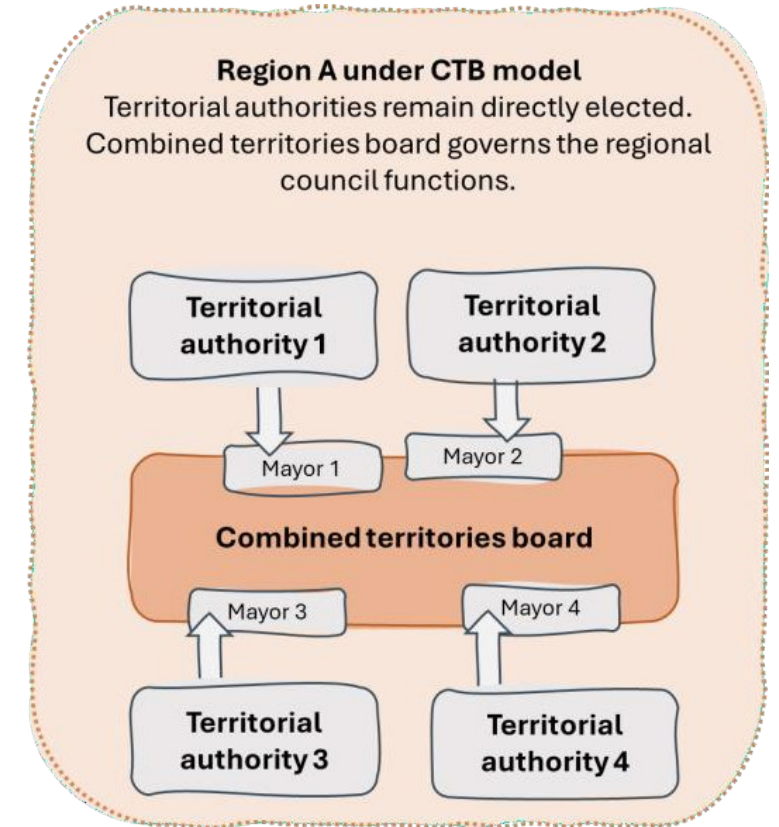 Region A under CTB model
Territorial authorities remain directly elected.
Combined territories board governs the regional
council functions.
Territorial
authority 1
Territorial
authority 2
Mayor 1
Mayor 2
Combined territories board
Mayor 3
Mayor 4
Territorial
authority 3
Territorial
authority 4